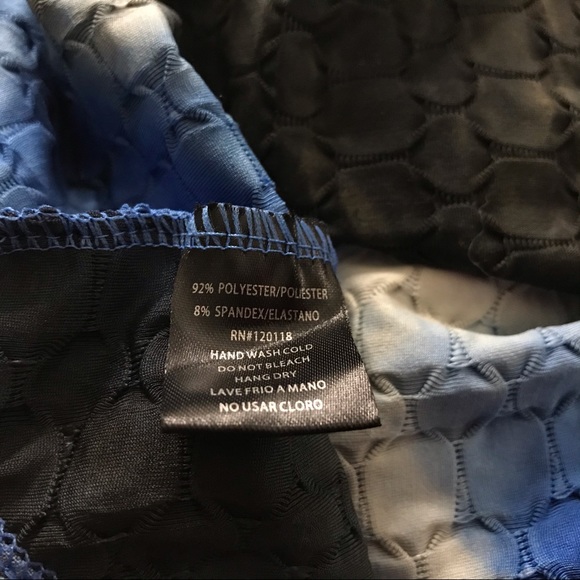 92% POLYESTER/POLIESTER
8% SPANDEX/ELASTANO
RN#120118
HAND WASH COLD
DO NOT BLEACH
HANG DRY
LAVE FRIO A MANO
NO USAR CLORO